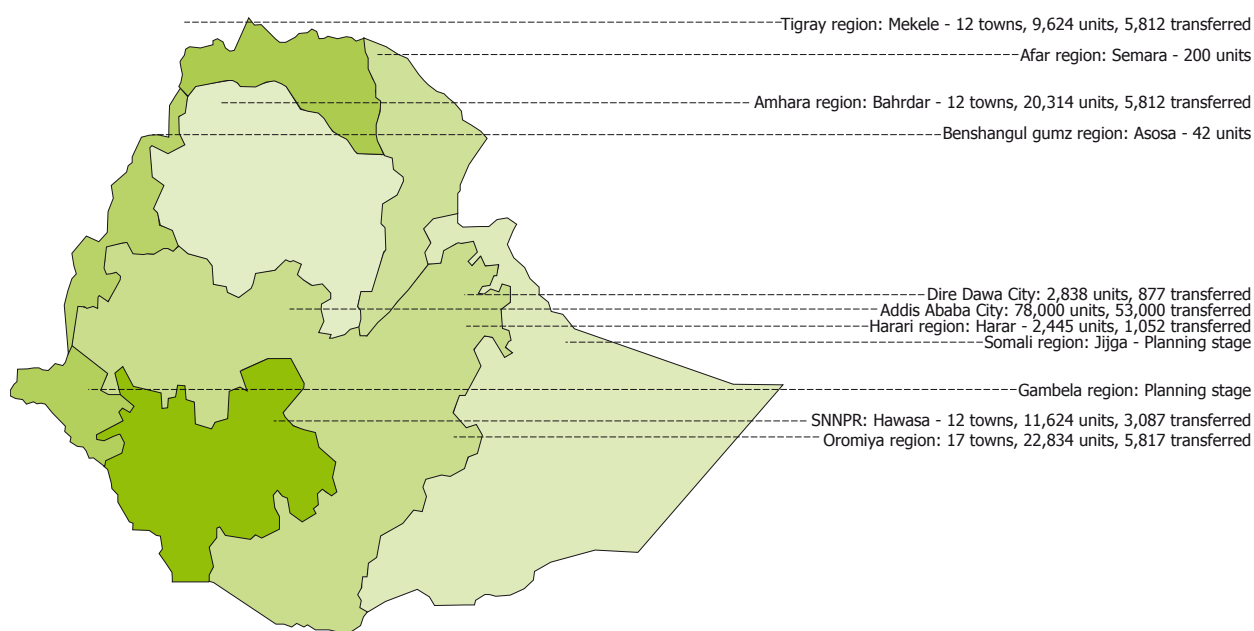 Tigray region: Mekele - 12 towns, 9,624 units, 5,812 transferred
Afar region: Semara - 200 units
Amhara region: Bahrdar - 12 towns, 20,314 units, 5,812 transferred
Benshangul gumz region: Asosa - 42 units
Dire Dawa City: 2,838 units, 877 transferred
Addis Ababa City: 78,000 units, 53,000 transferred
Harari region: Harar - 2,445 units, 1,052 transferred
Somali region: Jijga - Planning stage
Gambela region: Planning stage
SNNPR: Hawasa - 12 towns, 11,624 units, 3,087 transferred
Oromiya region: 17 towns, 22,834 units, 5,817 transferred